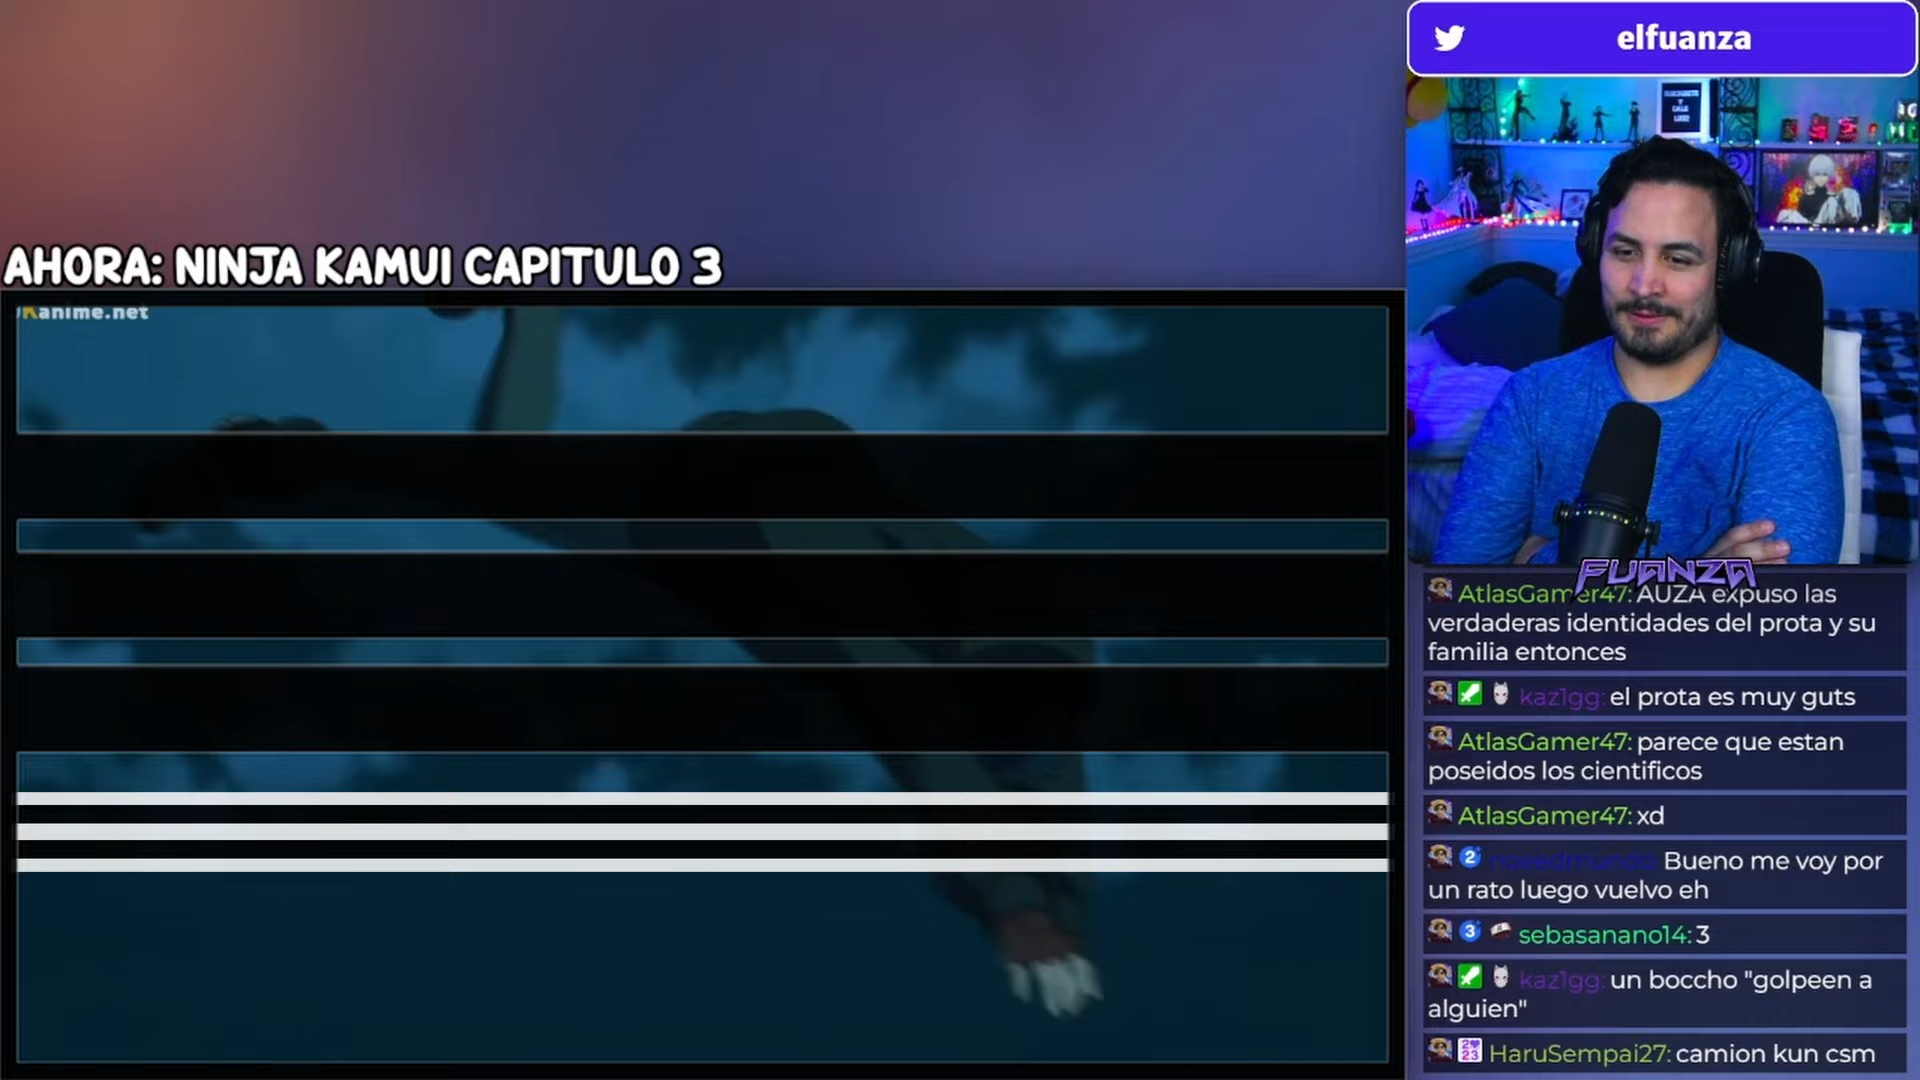 elfuanza
AHORA: NINJA KAMUI CAPITULO 3
Kanime.net
FUANZA
AtlasGamer47: AUZA expuso las
verdaderas identidades del prota y su
familia entonces
kaz1gg: el prota es muy guts
AtlasGamer47: parece que estan
poseidos los cientificos
AtlasGamer47: xd
Bueno me voy por
un rato luego vuelvo eh
sebasanano14: 3
kaz1gg: un boccho "golpeen a
alguien"
HaruSempai27: camion kun csm